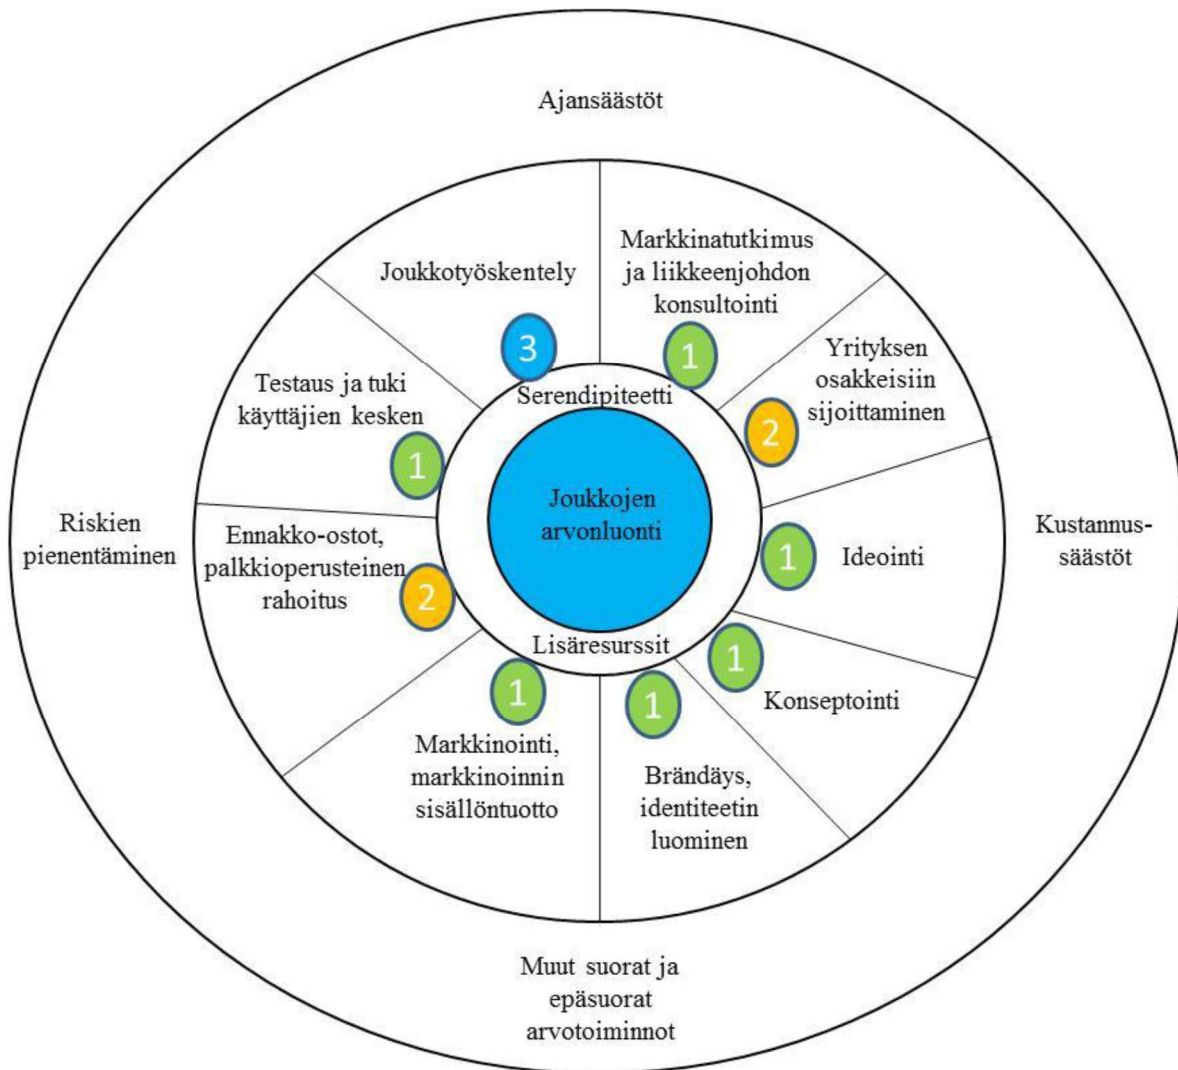 Ajansäästöt
Markkinatutkimus
ja liikkeenjohdon
konsultointi
1
Joukkotyöskentely
3
Yrityksen
osakkeisiin
sijoittaminen
2
Testaus ja tuki
käyttäjien kesken
1
Serendipiteetti
Joukkojen
arvonluonti
Lisäresurssit
Riskien
pienentäminen
Ennakko-ostot,
palkkioperusteinen
rahoitus
2
Ideointi
1
Kustannus-
säästöt
Konseptointi
1
Markkinointi,
markkinoinnin
sisällöntuotto
1
Brändäys,
identiteetin
luominen
1
Muut suorat ja
epäsuorat
arvotoiminnot